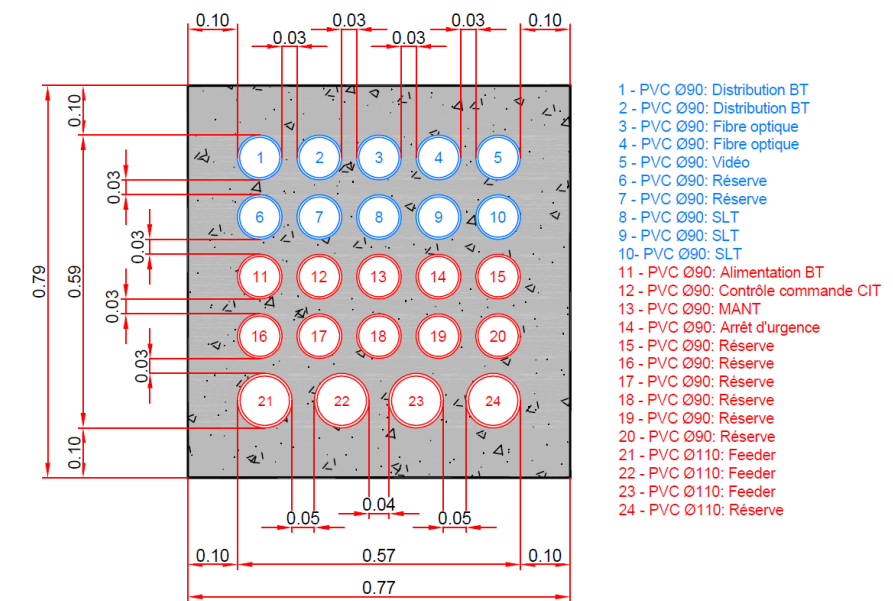 0.10
0.10
0.03
0.03
0.03
0.03
0.10
0.79
0.59
0.03
0.03
0.03
0.03
0.10
1 2 3 4 5
6 7 8 9 10
11 12 13 14 15
16 17 18 19 20
21 22 23 24
0.05
0.04
0.05
0.10
0.57
0.10
0.77
1 - PVC Ø90: Distribution BT
2 - PVC Ø90: Distribution BT
3 - PVC Ø90: Fibre optique
4 - PVC Ø90: Fibre optique
5 - PVC Ø90: Vidéo
6 - PVC Ø90: Réserve
7 - PVC Ø90: Réserve
8 - PVC Ø90: SLT
9 - PVC Ø90: SLT
10- PVC Ø90: SLT
11 - PVC Ø90: Alimentation BT
12 - PVC Ø90: Contrôle commande CIT
13 - PVC Ø90: MANT
14 - PVC Ø90: Arrêt d'urgence
15 - PVC Ø90: Réserve
16 - PVC Ø90: Réserve
17 - PVC Ø90: Réserve
18 - PVC Ø90: Réserve
19 - PVC Ø90: Réserve
20 - PVC Ø90: Réserve
21 - PVC Ø110: Feeder
22 - PVC Ø110: Feeder
23 - PVC Ø110: Feeder
24 - PVC Ø110: Réserve